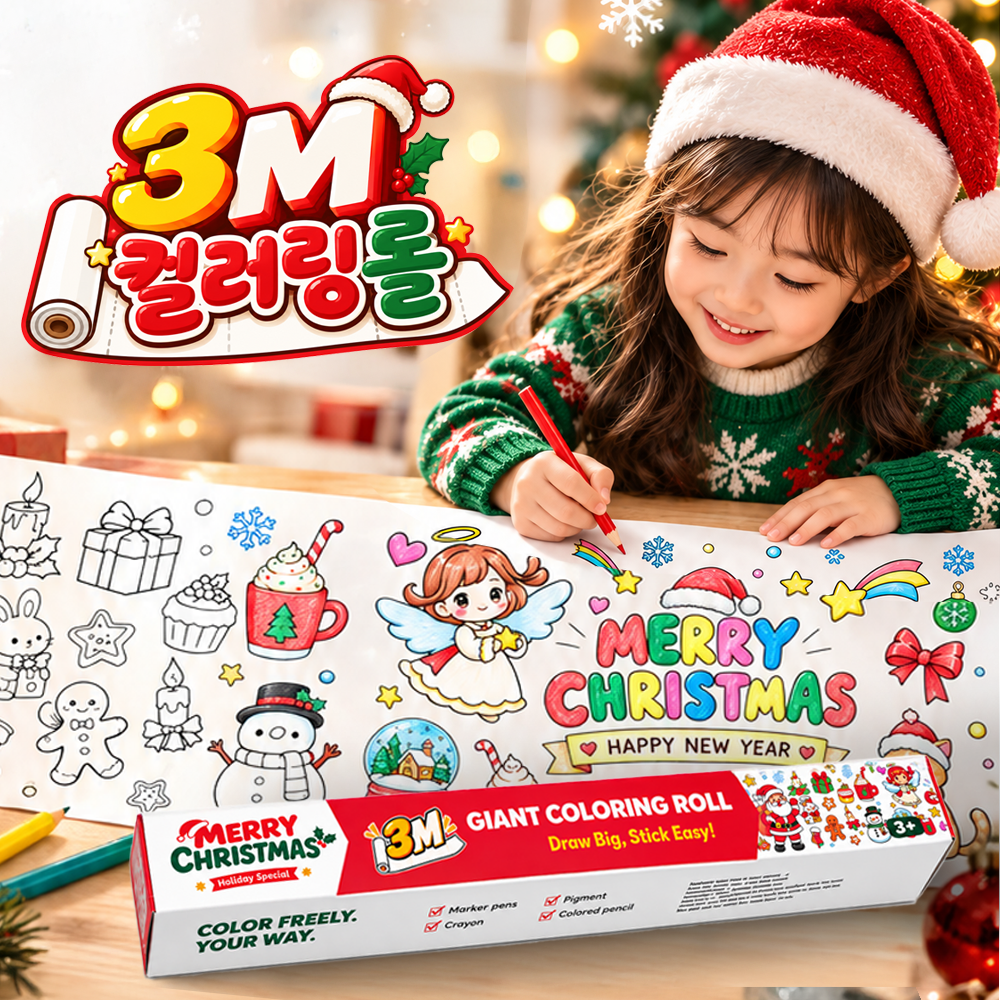 3M
컬러링롤
MERRY
CHRISTMAS
HAPPY NEW YEAR
MERRY
CHRISTMAS
Holiday Special
3M
GIANT COLORING ROLL
Draw Big, Stick Easy!
3+
COLOR FREELY.
YOUR WAY.
Marker pens
Pigment
Crayon
Colored pencil